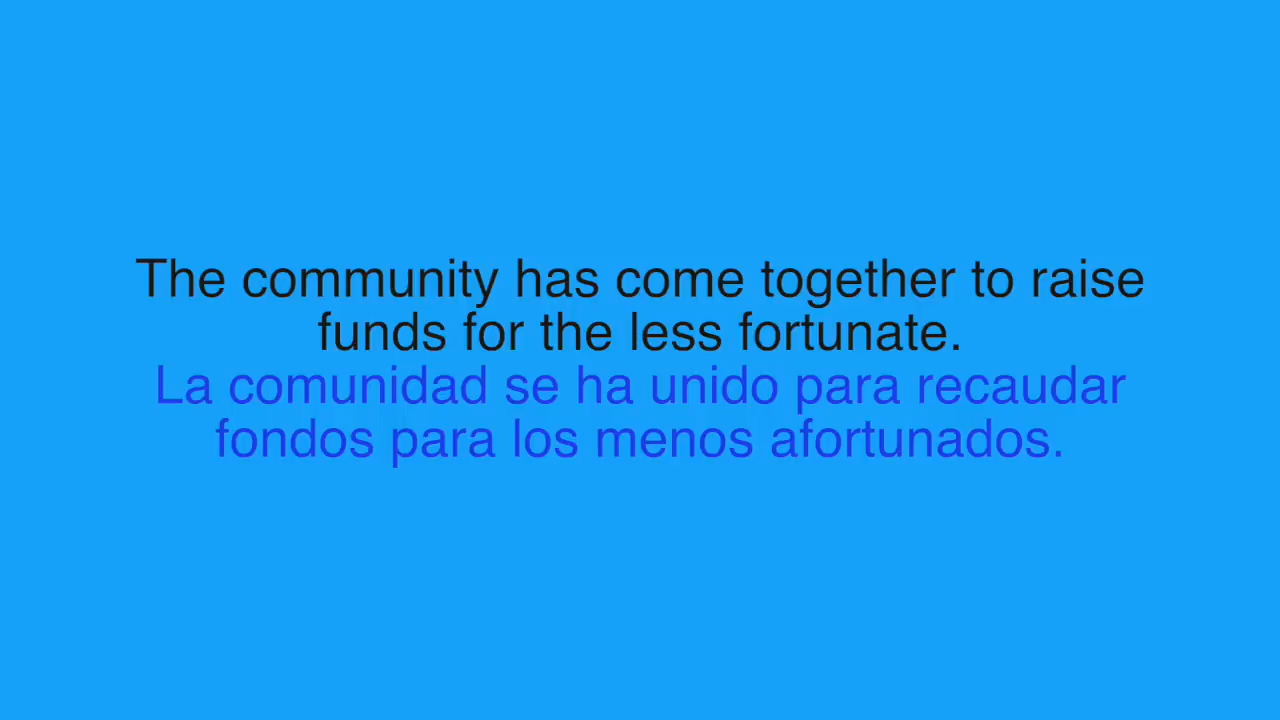 The community has come together to raise
funds for the less fortunate.
La comunidad se ha unido para recaudar
fondos para los menos afortunados.